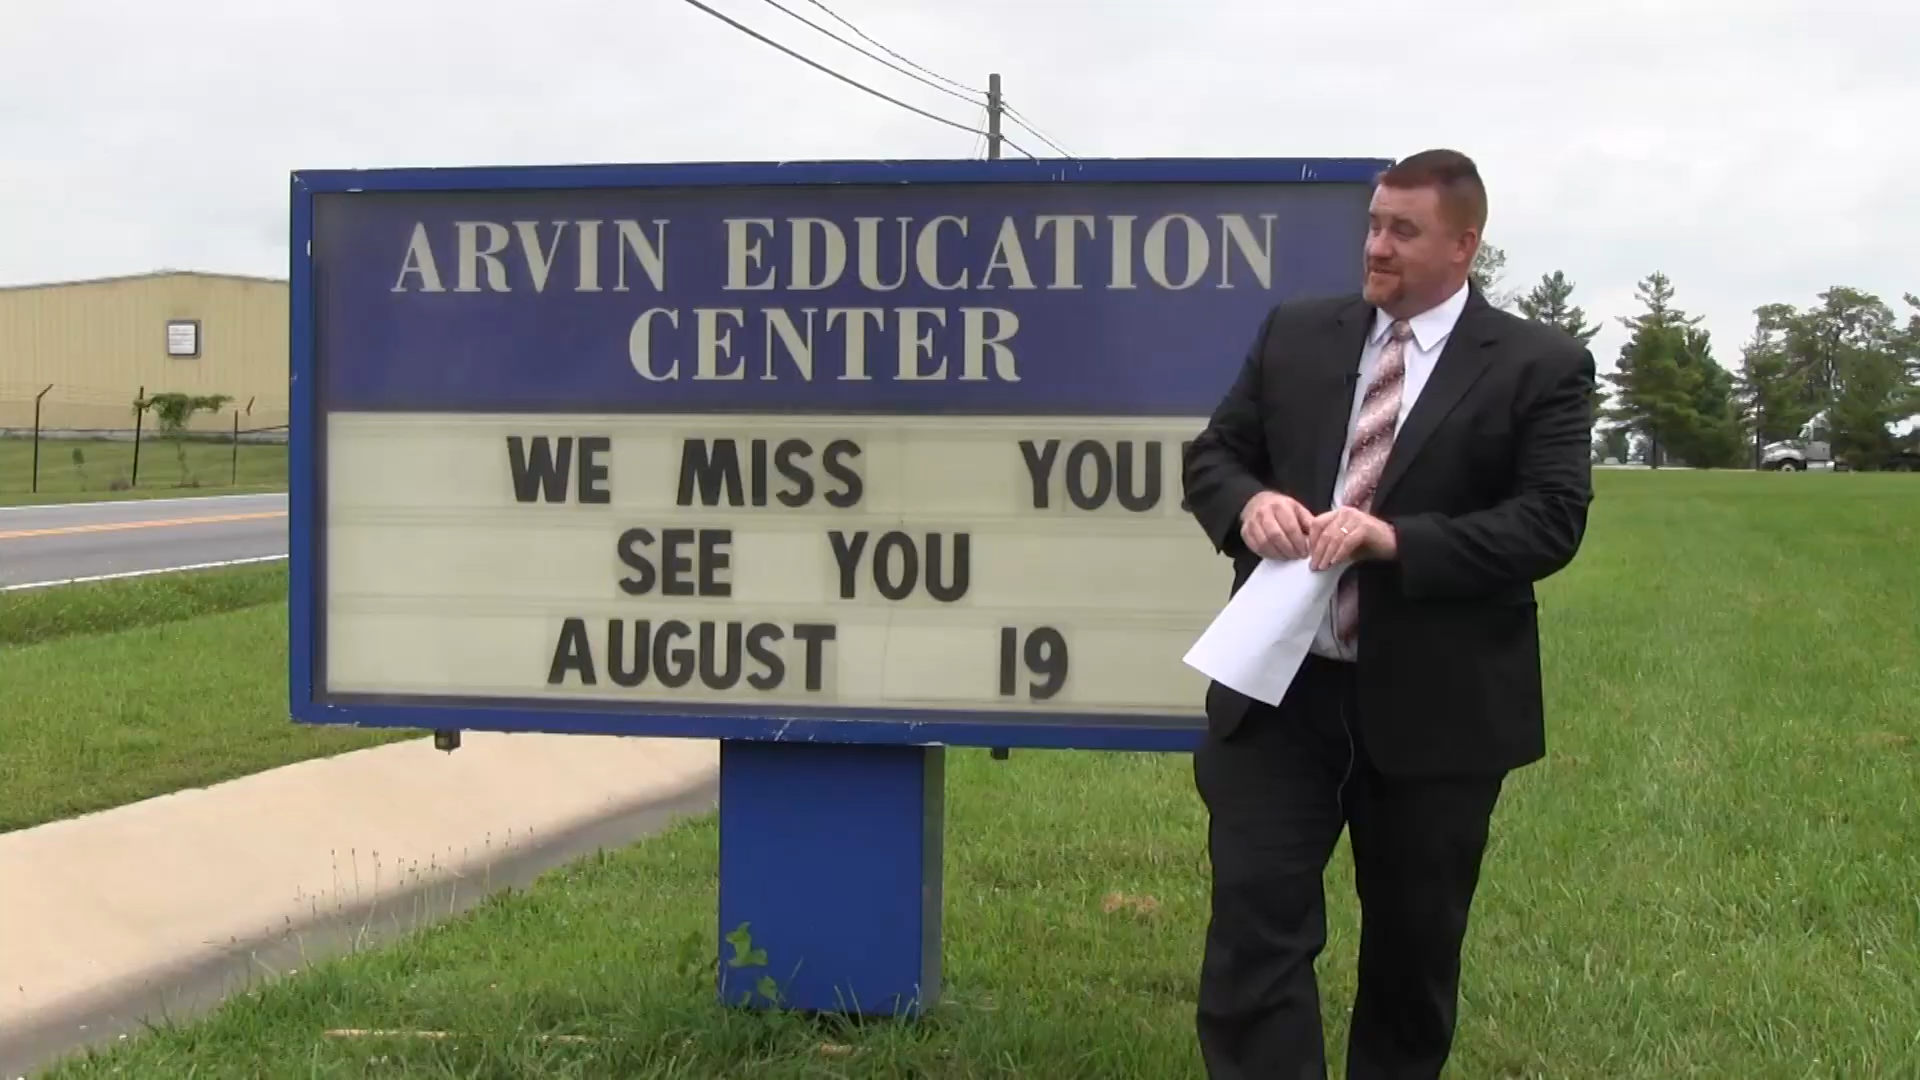 ARVIN EDUCATION
CENTER
WE MISS YOU!
SEE YOU
AUGUST 19